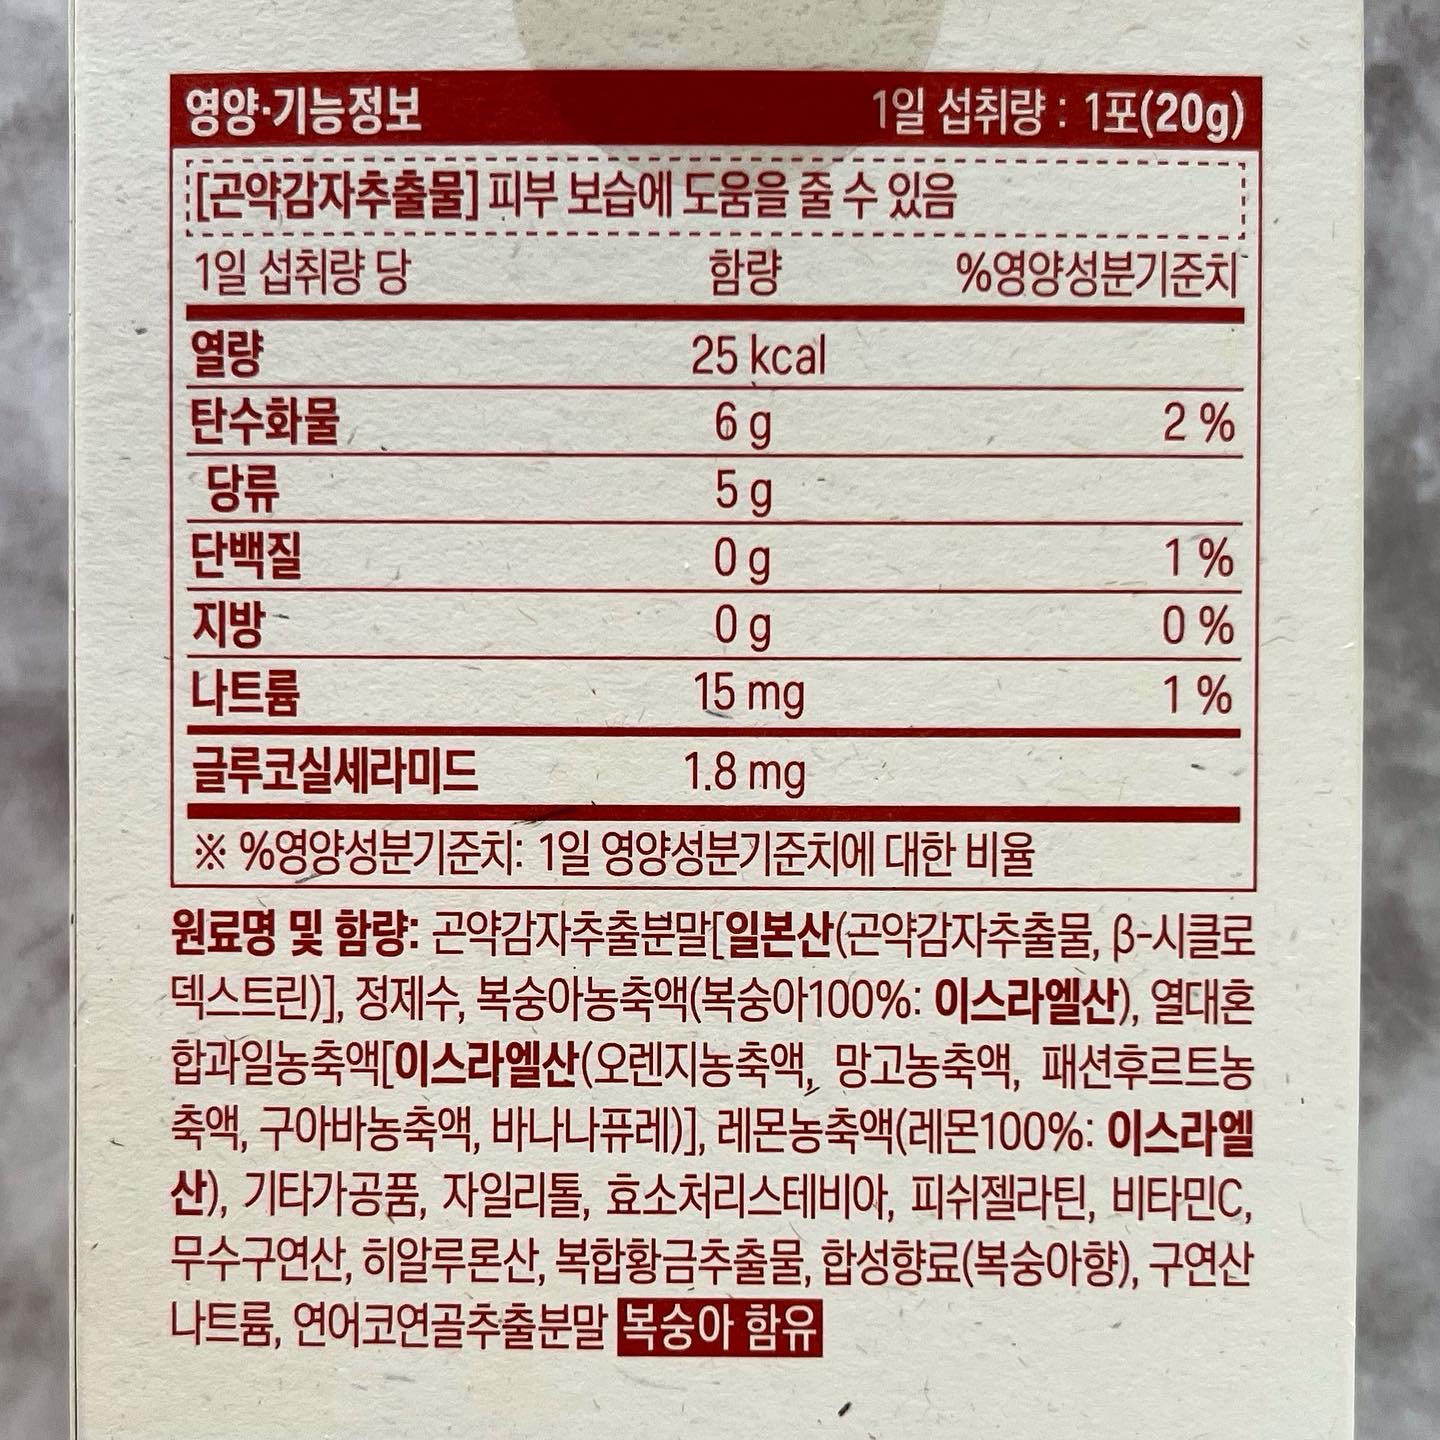 영양·기능정보 1일 섭취량 : 1포(20g)
[곤약감자추출물] 피부 보습에 도움을 줄 수 있음
1일 섭취량 당 함량 %영양성분기준치
열량 25 kcal
탄수화물 6 g 2 %
당류 5 g
단백질 0 g 1 %
지방 0 g 0 %
나트륨 15 mg 1 %
글루코실세라미드 1.8 mg
※ %영양성분기준치: 1일 영양성분기준치에 대한 비율
원료명 및 함량: 곤약감자추출분말[일본산(곤약감자추출물, β-시클로
덱스트린)], 정제수, 복숭아농축액(복숭아100%: 이스라엘산), 열대혼
합과일농축액[이스라엘산(오렌지농축액, 망고농축액, 패션후르트농
축액, 구아바농축액, 바나나퓨레)], 레몬농축액(레몬100%: 이스라엘
산), 기타가공품, 자일리톨, 효소처리스테비아, 피쉬젤라틴, 비타민C,
무수구연산, 히알루론산, 복합황금추출물, 합성향료(복숭아향), 구연산
나트륨, 연어코연골추출분말 복숭아 함유